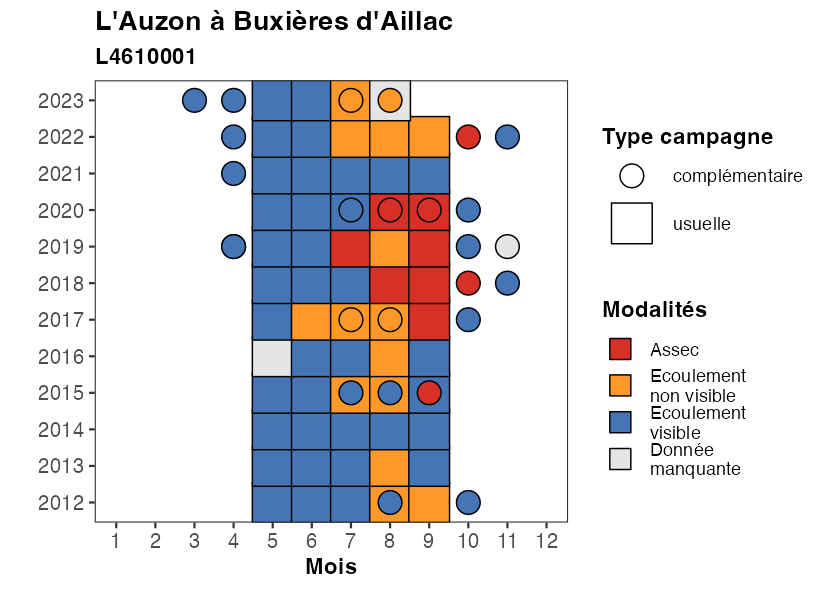 L'Auzon à Buxières d'Aillac
L4610001
2023
2022
2021
2020
2019
2018
2017
2016
2015
2014
2013
2012
1 2 3 4 5 6 7 8 9 10 11 12
Mois
Type campagne
complémentaire
usuelle
Modalités
Assec
Ecoulement
non visible
Ecoulement
visible
Donnée
manquante